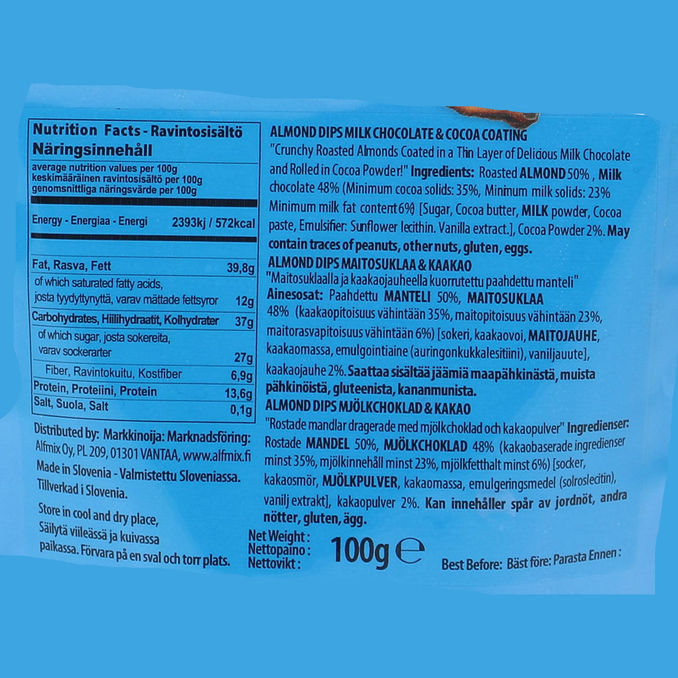 Nutrition Facts - Ravintosisältö
Näringsinnehåll
average nutrition values per 100g
keskimääräinen ravintosisältö per 100g
genomsnittliga näringsvärde per 100g
Energy - Energiaa - Energi 2393kj / 572kcal
Fat, Rasva, Fett 39,8g
of which saturated fatty acids,
josta tyydyttynyttä, varav mättade fettsyror 12g
Carbohydrates, Hiilihydraatit, Kolhydrater 37g
of which sugar, josta sokereita,
varav sockerarter 27g
Fiber, Ravintokuitu, Kostfiber 6,9g
Protein, Proteiini, Protein 13,6g
Salt, Suola, Salt 0,1g
Distributed by: Markkinoija: Marknadsföring:
Alfmix Oy, PL 209, 01301 VANTAA, www.alfmix.fi
Made in Slovenia - Valmistettu Sloveniassa.
Tillverkad i Slovenia.
Store in cool and dry place,
Säilytä viileässä ja kuivassa
paikassa. Förvara på en sval och torr plats.
ALMOND DIPS MILK CHOCOLATE & COCOA COATING
"Crunchy Roasted Almonds Coated in a Thin Layer of Delicious Milk Chocolate
and Rolled in Cocoa Powder!" Ingredients: Roasted ALMOND 50% , Milk
chocolate 48% (Minimum cocoa solids: 35%, Minimum milk solids: 23%
Minimum milk fat content 6%) [Sugar, Cocoa butter, MILK powder, Cocoa
paste, Emulsifier: Sunflower lecithin. Vanilla extract.], Cocoa Powder 2%. May
contain traces of peanuts, other nuts, gluten, eggs.
ALMOND DIPS MAITOSUKLAA & KAAKAO
"Maitosuklaalla ja kaakaojauheella kuorrutettu paahdettu manteli"
Ainesosat: Paahdettu MANTELI 50%, MAITOSUKLAA
48% (kaakaopitoisuus vähintään 35%, maitopitoisuus vähintään 23%,
maitorasvapitoisuus vähintään 6%) [sokeri, kaakaovoi, MAITOJAUHE,
kaakaomassa, emulgointiaine (auringonkukkalesitiini), vaniljauute],
kaakaojauhe 2%. Saattaa sisältää jäämiä maapähkinästä, muista
pähkinöistä, gluteenista, kananmunista.
ALMOND DIPS MJÖLKCHOKLAD & KAKAO
"Rostade mandlar dragerade med mjölkchoklad och kakaopulver" Ingredienser:
Rostade MANDEL 50%, MJÖLKCHOKLAD 48% (kakaobaserade ingredienser
minst 35%, mjölkinnehåll minst 23%, mjölkfetthalt minst 6%) [socker,
kakaosmör, MJÖLKPULVER, kakaomassa, emulgeringsmedel (solroslecitin),
vanilj extrakt], kakaopulver 2%. Kan innehåller spår av jordnöt, andra
nötter, gluten, ägg.
Net Weight :
Nettopaino :
Nettovikt :
100g ℮
Best Before: Bäst före: Parasta Ennen :